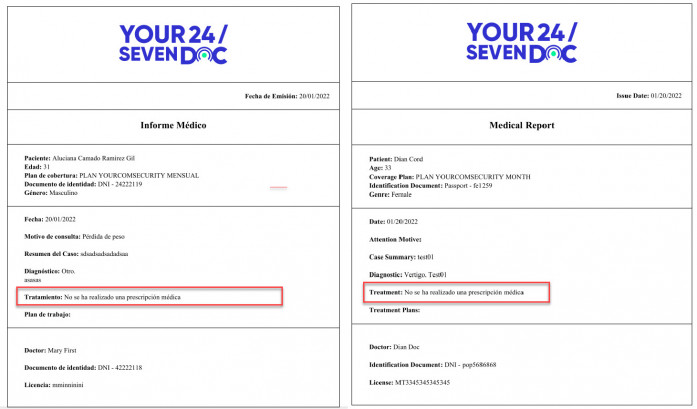 YOUR 24/
SEVEN DOC
Fecha de Emisión: 20/01/2022
Informe Médico
Paciente: Aluciana Camado Ramirez Gil
Edad: 31
Plan de cobertura: PLAN YOURCOMSECURITY MENSUAL
Documento de identidad: DNI - 24222119
Género: Masculino
Fecha: 20/01/2022
Motivo de consulta: Pérdida de peso
Resumen del Caso: sdsadsadsadadsaa
Diagnóstico: Otro.
asasas
Tratamiento: No se ha realizado una prescripción médica
Plan de trabajo:
Doctor: Mary First
Documento de identidad: DNI - 42222118
Licencia: mminninini
YOUR 24/
SEVEN DOC
Issue Date: 01/20/2022
Medical Report
Patient: Dian Cord
Age: 33
Coverage Plan: PLAN YOURCOMSECURITY MONTH
Identification Document: Passport - fe1259
Genre: Female
Date: 01/20/2022
Attention Motive:
Case Summary: test01
Diagnostic: Vertigo. Test01
Treatment: No se ha realizado una prescripción médica
Treatment Plans:
Doctor: Dian Doc
Identification Document: DNI - pop5686868
License: MT3345345345345